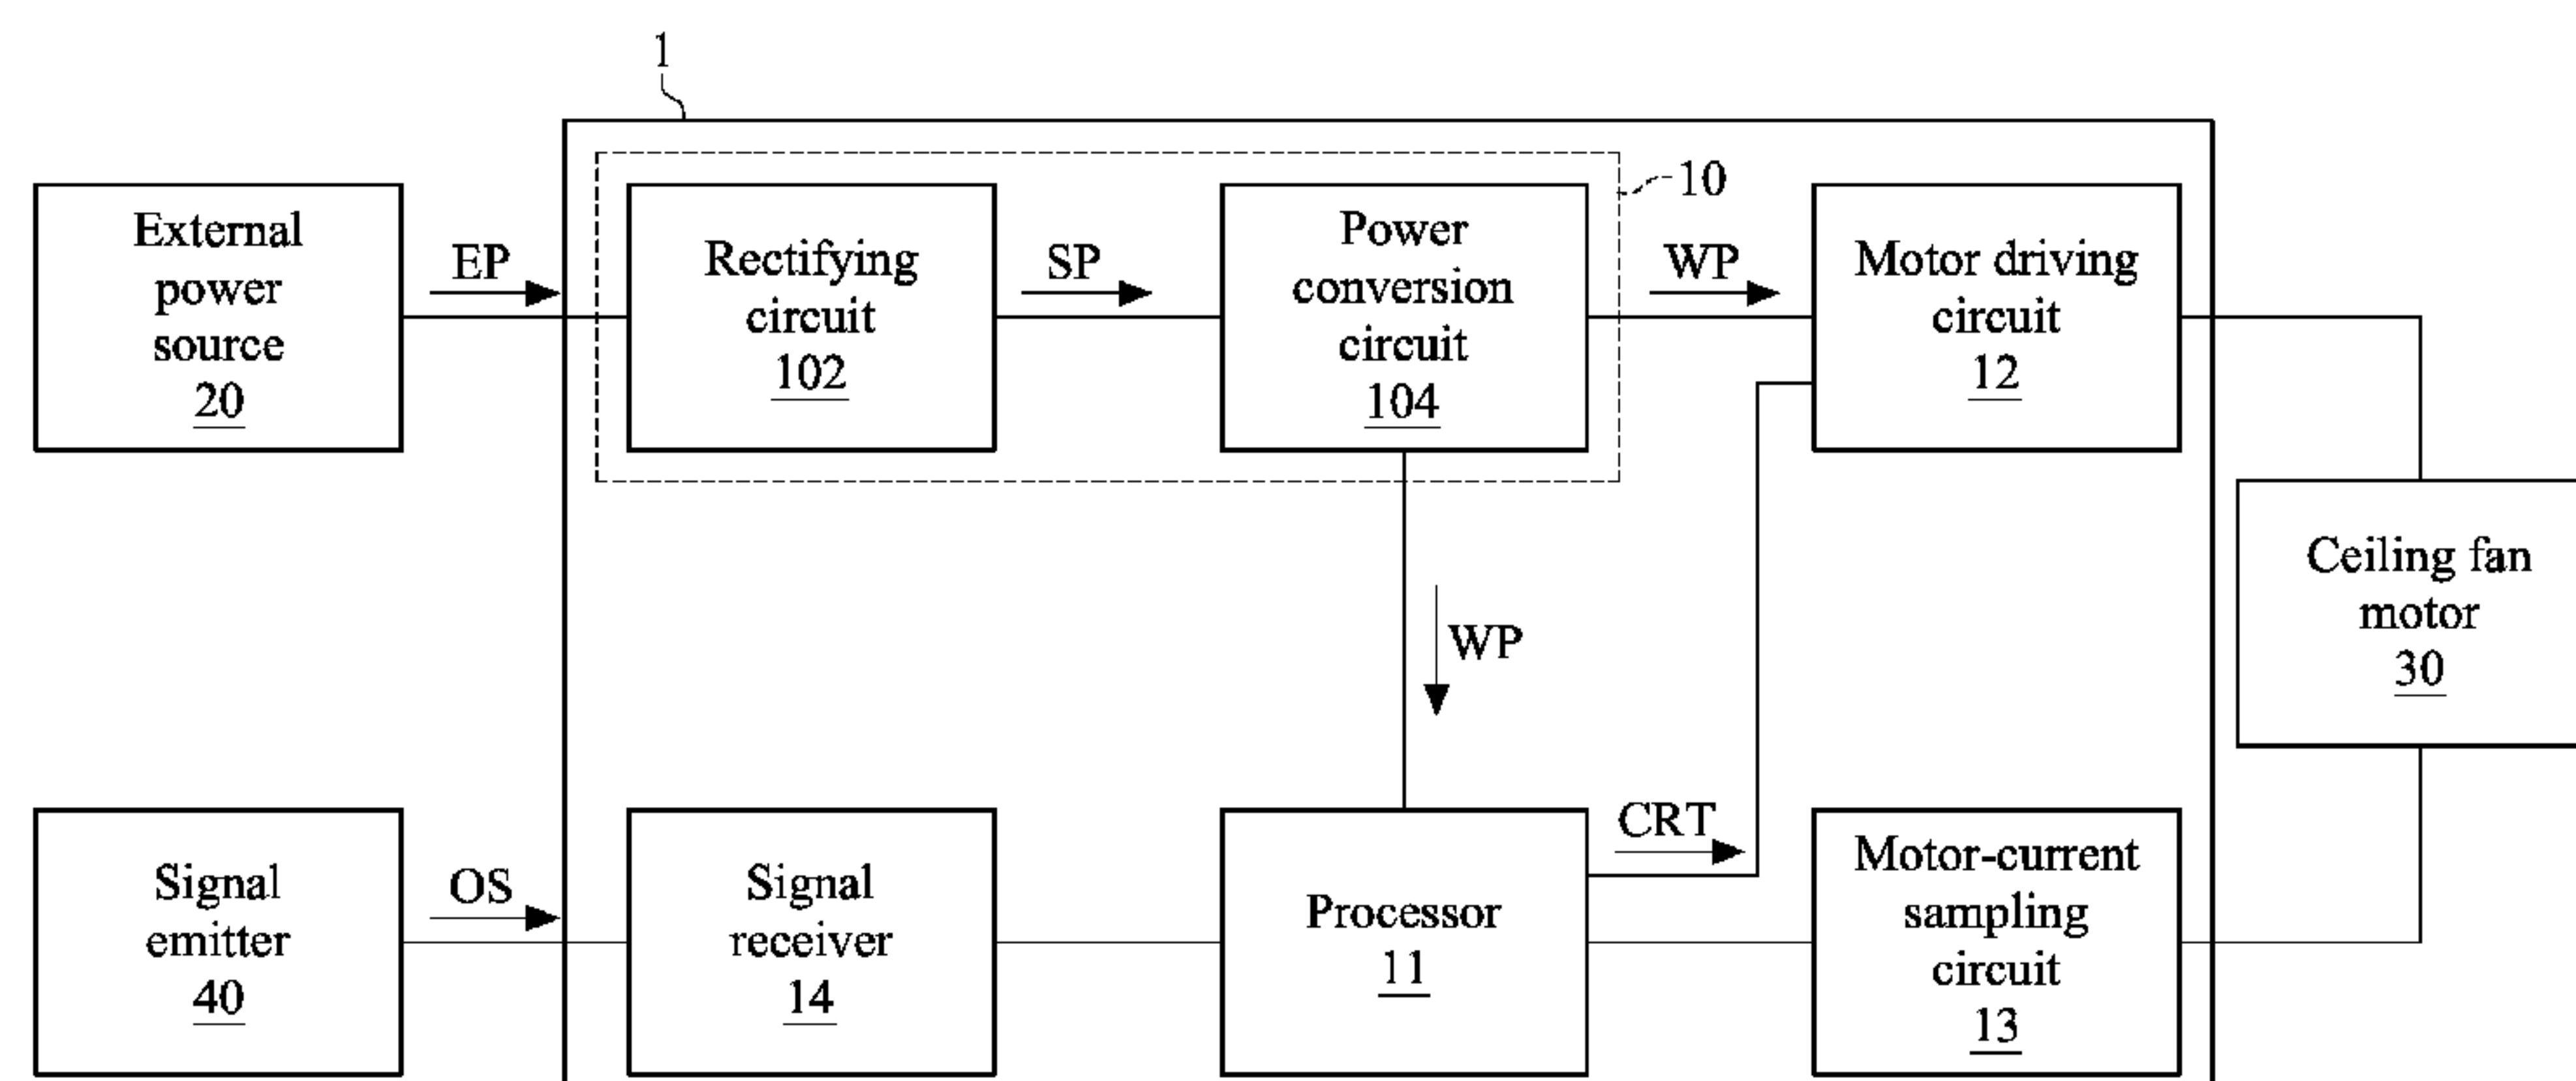 1
10
External
power
source
20
EP
Rectifying
circuit
102
SP
Power
conversion
circuit
104
WP
Motor driving
circuit
12
Ceiling fan
motor
30
WP
Signal
emitter
40
OS
Signal
receiver
14
Processor
11
CRT
Motor-current
sampling
circuit
13